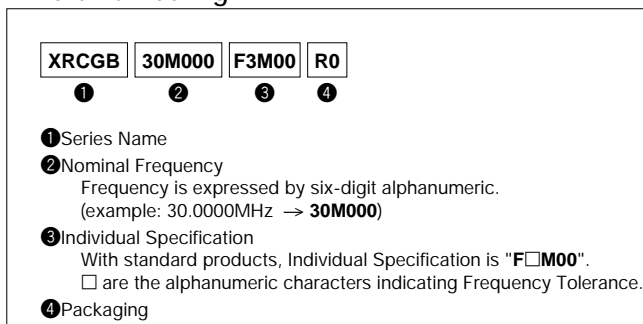 XRCGB 30M000 F3M00 R0
❶ ❷ ❸ ❹
❶Series Name
❷Nominal Frequency
Frequency is expressed by six-digit alphanumeric.
(example: 30.0000MHz → 30M000)
❸Individual Specification
With standard products, Individual Specification is "F□M00".
□ are the alphanumeric characters indicating Frequency Tolerance.
❹Packaging